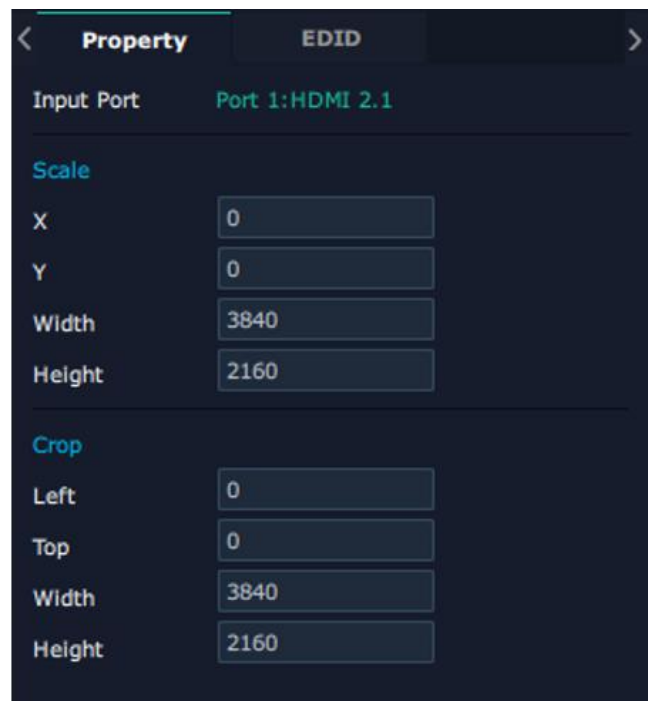 Property EDID
Input Port Port 1:HDMI 2.1
Scale
X 0
Y 0
Width 3840
Height 2160
Crop
Left 0
Top 0
Width 3840
Height 2160